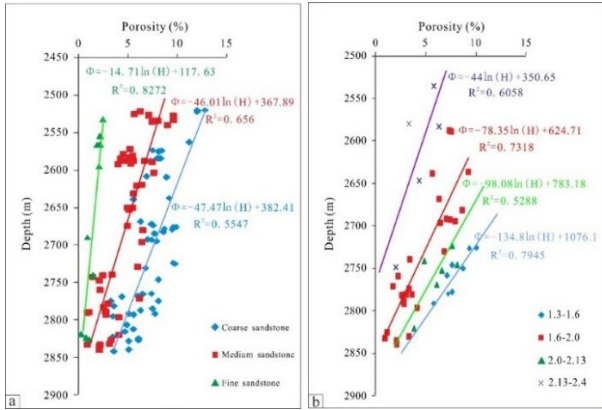 Porosity (%)
0 5 10 15
2450
2500
2550
2600
2650
2700
2750
2800
2850
2900
Depth (m)
Φ=-14.71ln(H)+117.63
R²=0.8272
Φ=-46.01ln(H)+367.89
R²=0.656
Φ=-47.47ln(H)+382.41
R²=0.5547
Coarse sandstone
Medium sandstone
Fine sandstone
a
Porosity (%)
0 5 10 15
2500
2550
2600
2650
2700
2750
2800
2850
2900
Depth (m)
Φ=-44ln(H)+350.65
R²=0.6058
Φ=-78.35ln(H)+624.71
R²=0.7318
Φ=-98.08ln(H)+783.18
R²=0.5288
Φ=-134.8ln(H)+1076.1
R²=0.7945
1.3-1.6
1.6-2.0
2.0-2.13
2.13-2.4
b